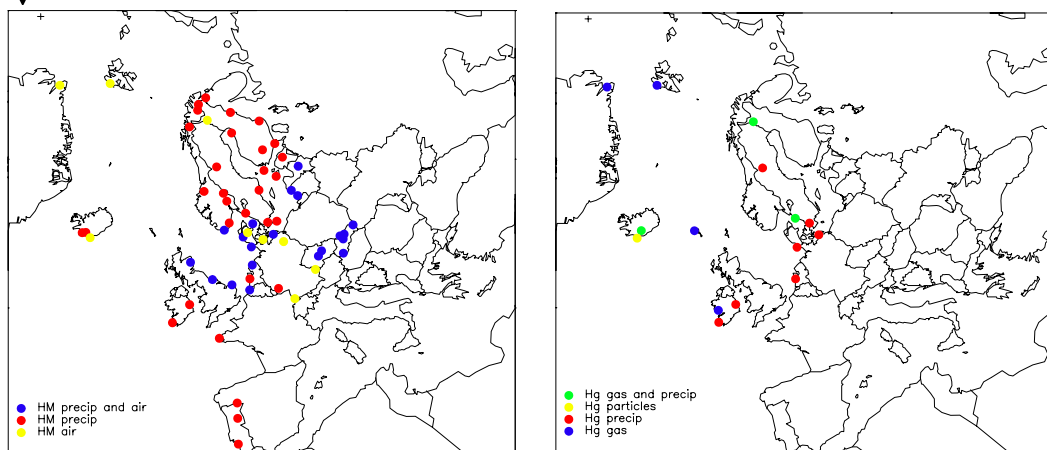 HM precip and air
HM precip
HM air
Hg gas and precip
Hg particles
Hg precip
Hg gas